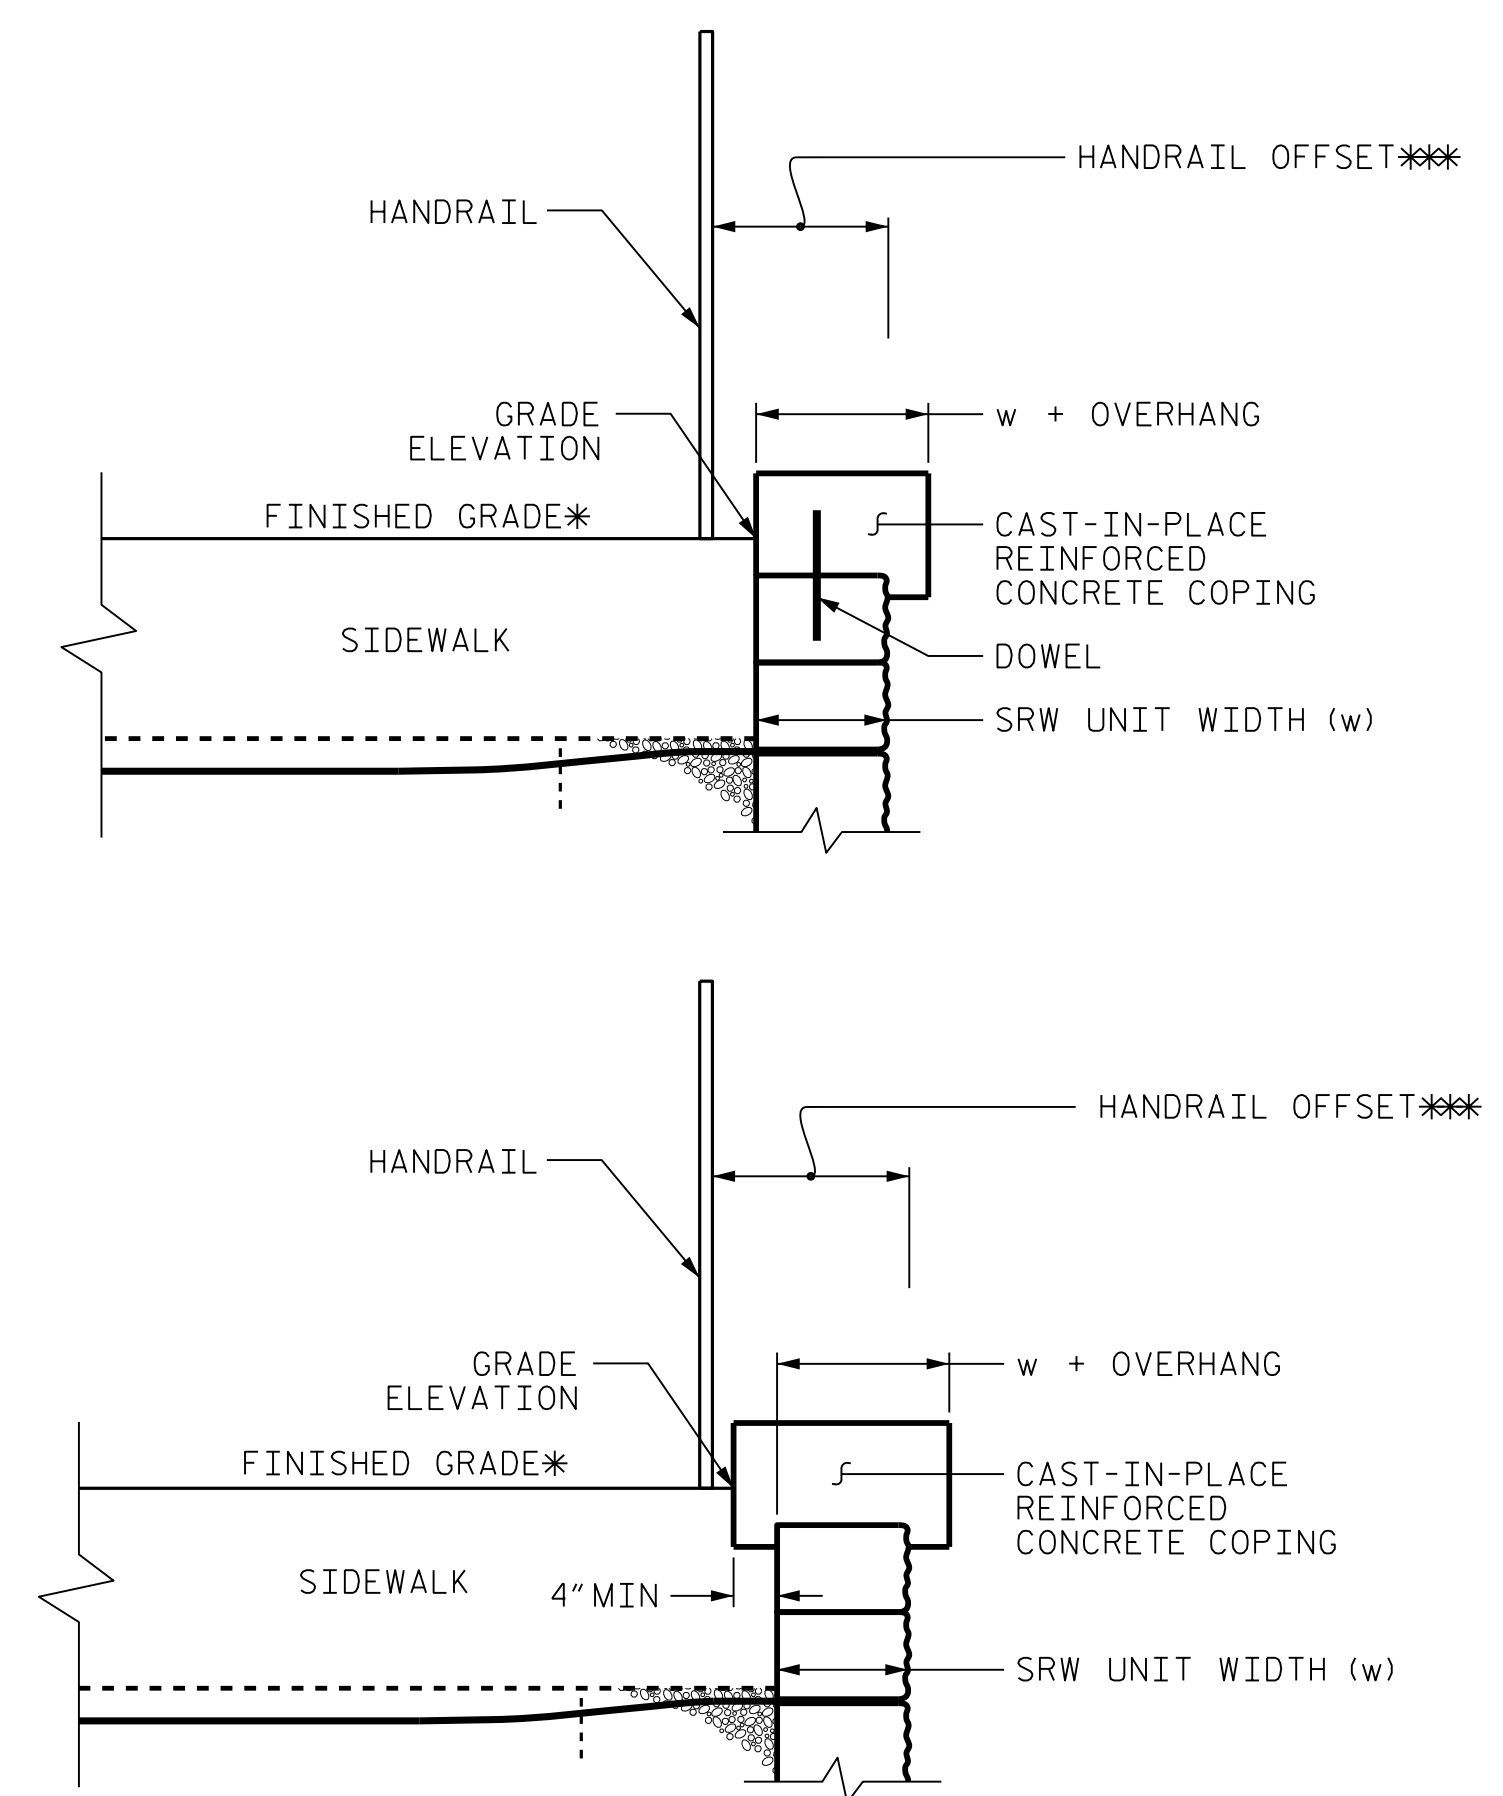 HANDRAIL OFFSET***
HANDRAIL
GRADE
ELEVATION
w + OVERHANG
FINISHED GRADE*
CAST-IN-PLACE
REINFORCED
CONCRETE COPING
SIDEWALK
DOWEL
SRW UNIT WIDTH (w)
HANDRAIL OFFSET***
HANDRAIL
GRADE
ELEVATION
w + OVERHANG
FINISHED GRADE*
CAST-IN-PLACE
REINFORCED
CONCRETE COPING
SIDEWALK
4" MIN
SRW UNIT WIDTH (w)